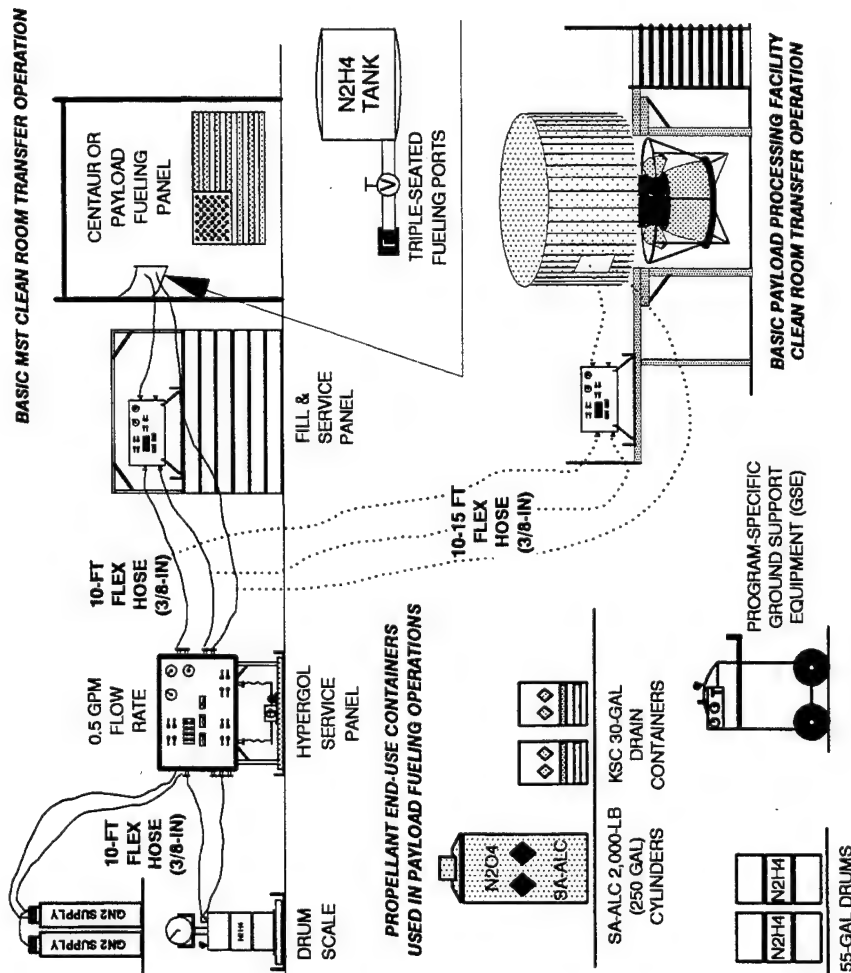 BASIC MST CLEAN ROOM TRANSFER OPERATION
GN2 SUPPLY
GN2 SUPPLY
10-FT
FLEX
HOSE
(3/8-IN)
N2H4
DRUM
SCALE
0.5 GPM
FLOW
RATE
HYPERGOL
SERVICE
PANEL
10-FT
FLEX
HOSE
(3/8-IN)
FILL &
SERVICE
PANEL
CENTAUR OR
PAYLOAD
FUELING
PANEL
N2H4
TANK
V
TRIPLE-SEATED
FUELING PORTS
10-15 FT
FLEX
HOSE
(3/8-IN)
BASIC PAYLOAD PROCESSING FACILITY
CLEAN ROOM TRANSFER OPERATION
PROPELLANT END-USE CONTAINERS
USED IN PAYLOAD FUELING OPERATIONS
N2O4
SA-ALC
SA-ALC 2,000-LB
(250 GAL)
CYLINDERS
KSC 30-GAL
DRAIN
CONTAINERS
N2H4
N2H4
55-GAL DRUMS
PROGRAM-SPECIFIC
GROUND SUPPORT
EQUIPMENT (GSE)